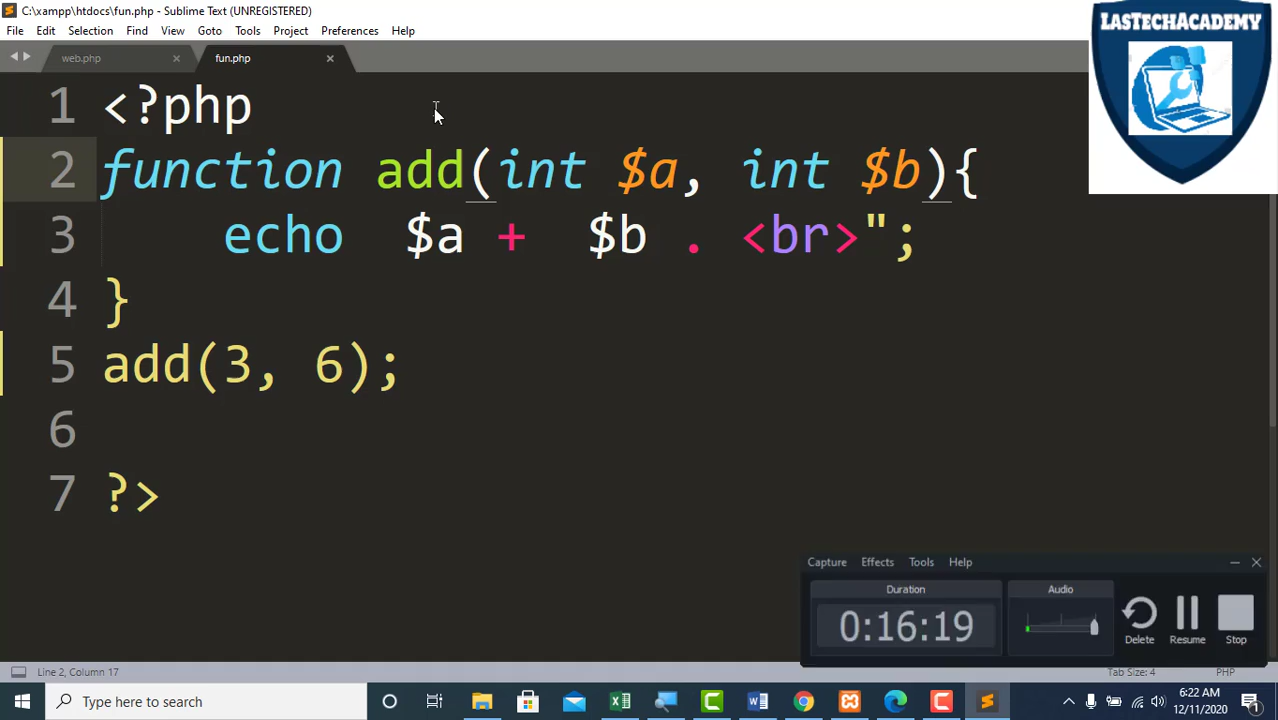 C:\xampp\htdocs\fun.php - Sublime Text (UNREGISTERED)
File Edit Selection Find View Goto Tools Project Preferences Help
LASTECHACADEMY
web.php × fun.php ×
1 <?php
2 function add(int $a, int $b){
3 echo $a + $b . <br>";
4 }
5 add(3, 6);
6
7 ?>
Capture Effects Tools Help
Duration Audio
0:16:19
Delete Resume Stop
Line 2, Column 17 Tab Size: 4 PHP
Type here to search
6:22 AM
12/11/2020